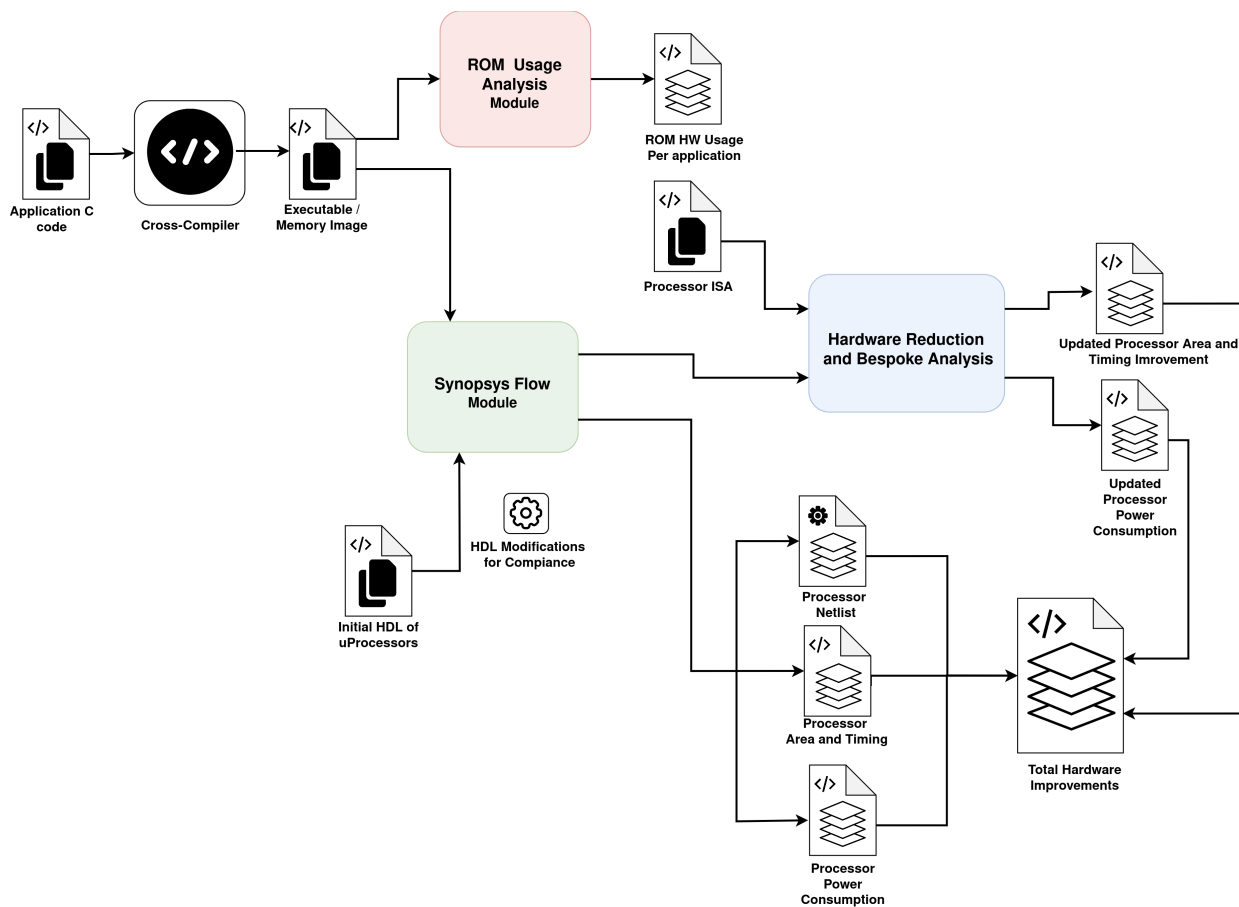 ROM Usage
Analysis
Module
</>
ROM HW Usage
Per application
</>
Application C
code
</>
Cross-Compiler
</>
Executable /
Memory Image
</>
Processor ISA
Hardware Reduction
and Bespoke Analysis
</>
Updated Processor Area and
Timing Imrovement
Synopsys Flow
Module
</>
Updated
Processor
Power
Consumption
HDL Modifications
for Compiance
</>
Initial HDL of
uProcessors
Processor
Netlist
</>
Processor
Area and Timing
</>
Total Hardware
Improvements
</>
Processor
Power
Consumption